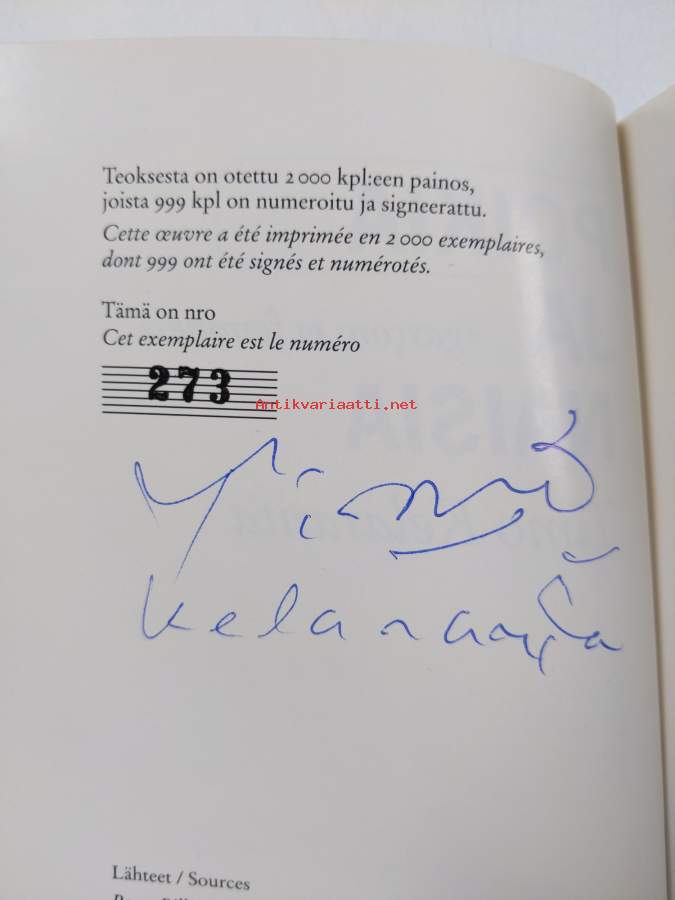 Teoksesta on otettu 2 000 kpl:een painos,
joista 999 kpl on numeroitu ja signeerattu.
Cette œuvre a été imprimée en 2 000 exemplaires,
dont 999 ont été signés et numérotés.
Tämä on nro
Cet exemplaire est le numéro
273
Antikvariaatti.net
Timo
Kelaranta
Lähteet / Sources